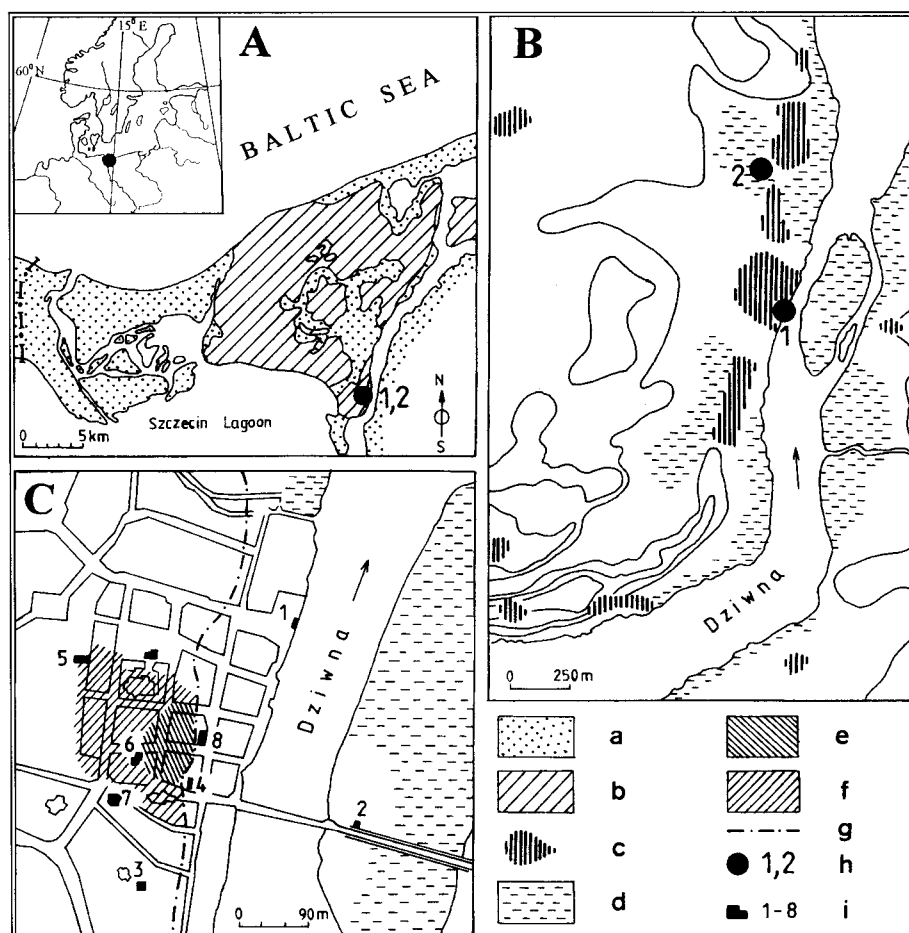 15° E
60° N
A
BALTIC SEA
1,2
N
S
0 5km
Szczecin Lagoon
B
2
1
Dziwna
0 250m
C
1
5
Dziwna
8
6
4
7
2
3
0 90m
a
b
c
d
e
f
g
1,2 h
1-8 i